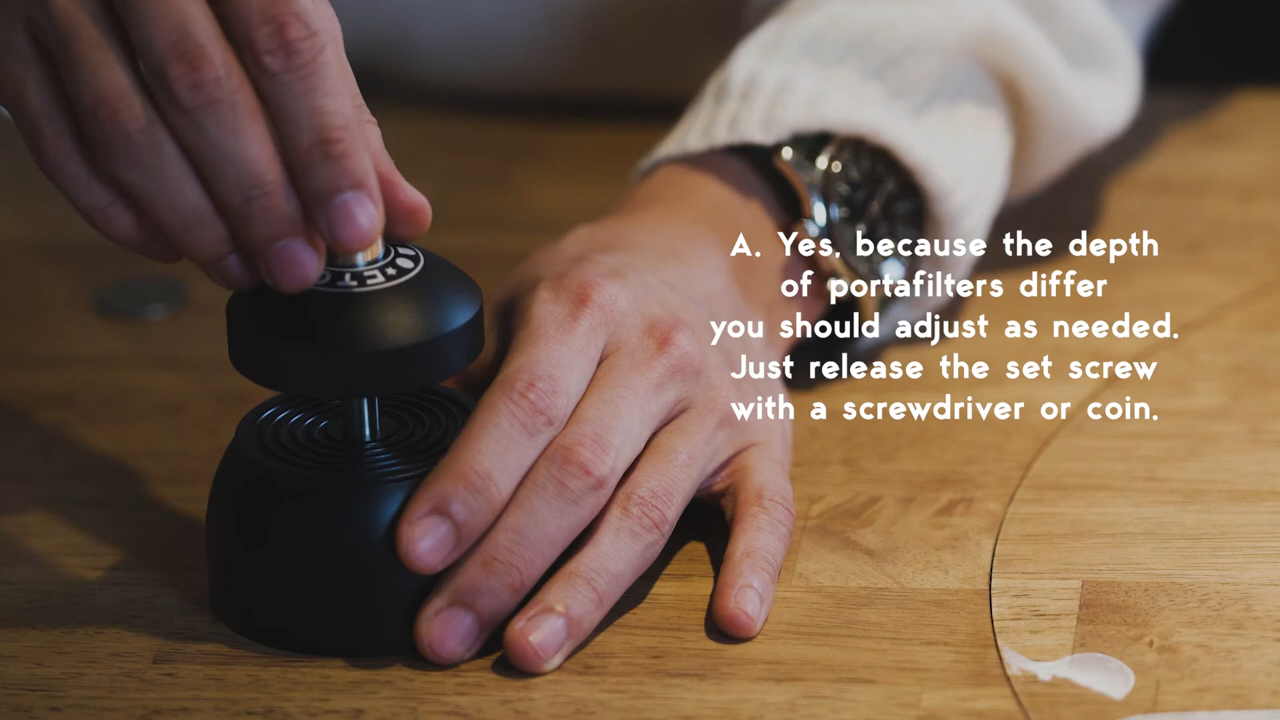 A. Yes, because the depth
of portafilters differ
you should adjust as needed.
Just release the set screw
with a screwdriver or coin.